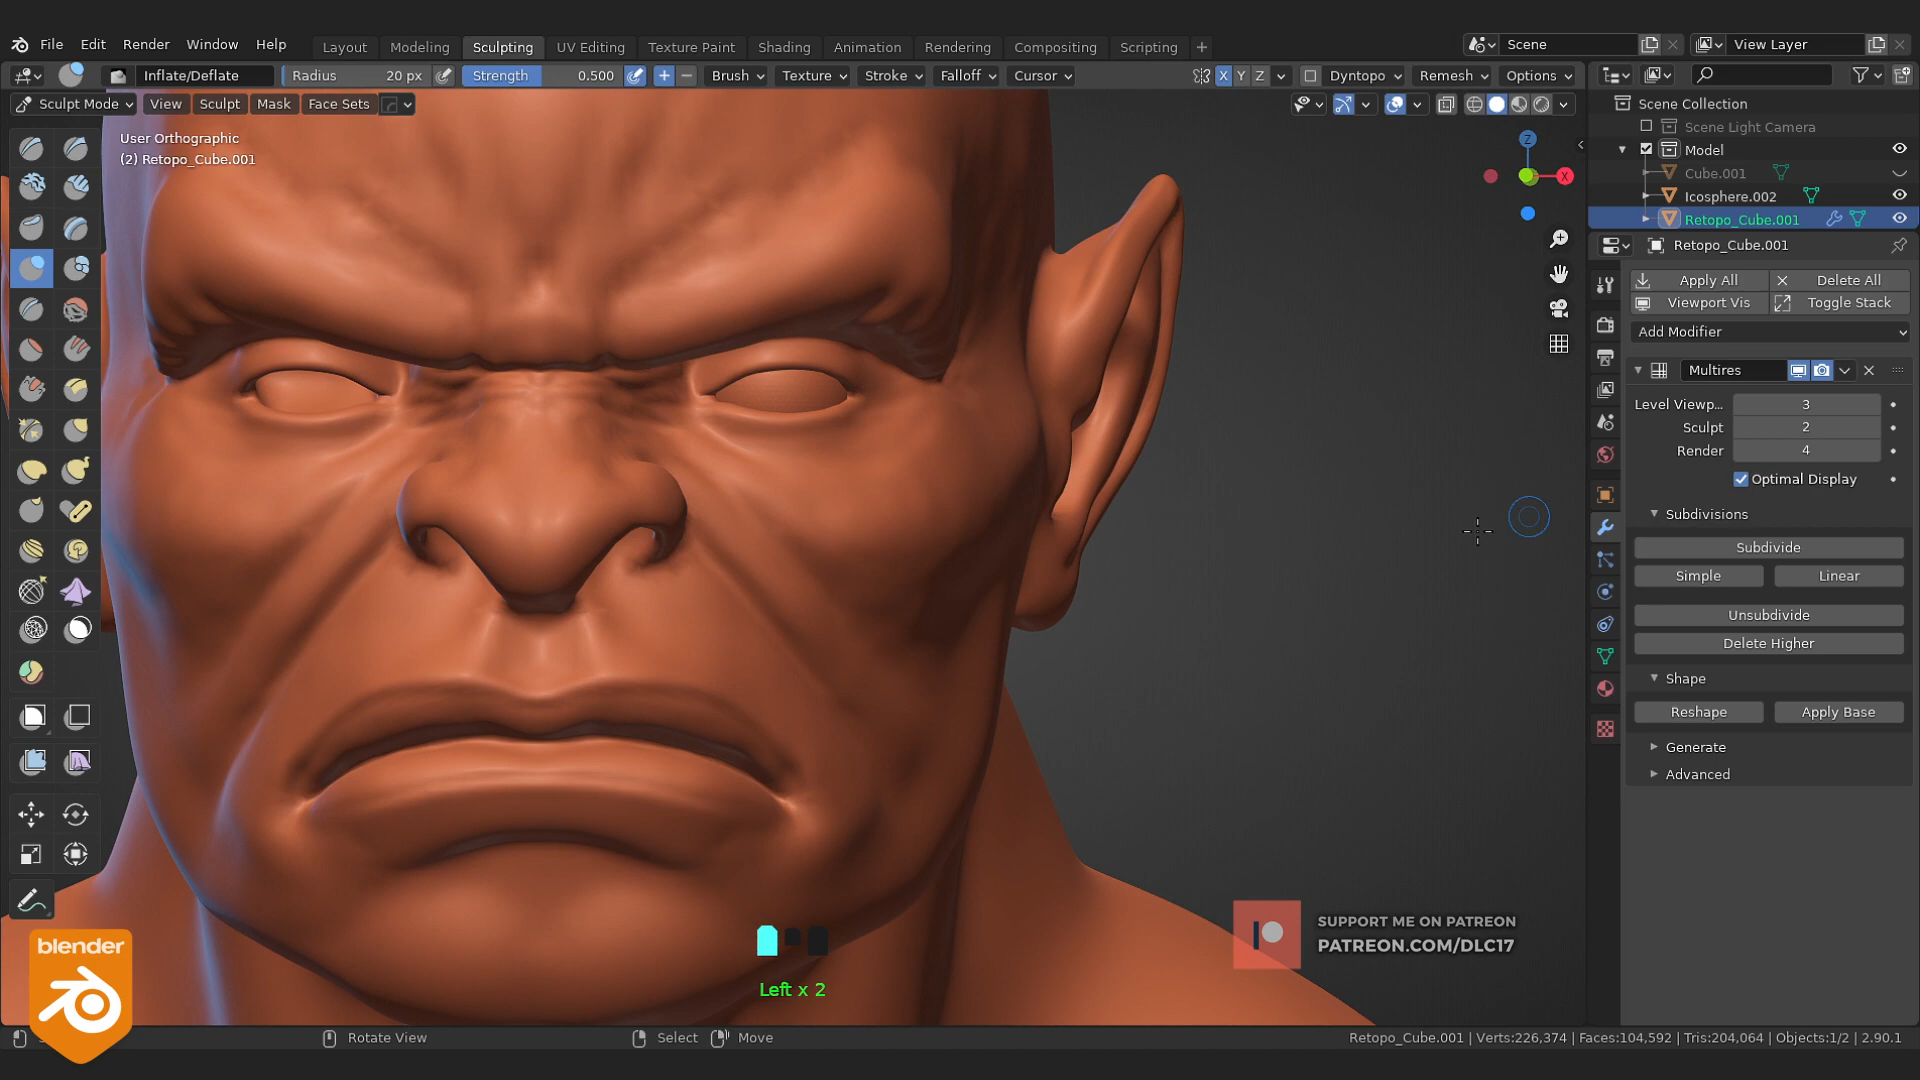 File Edit Render Window Help Layout Modeling Sculpting UV Editing Texture Paint Shading Animation Rendering Compositing Scripting + Scene View Layer
Inflate/Deflate Radius 20 px Strength 0.500 + − Brush Texture Stroke Falloff Cursor X Y Z Dyntopo Remesh Options
Sculpt Mode View Sculpt Mask Face Sets
User Orthographic
(2) Retopo_Cube.001
Z
X
Scene Collection
Scene Light Camera
Model
Cube.001
Icosphere.002
Retopo_Cube.001
Retopo_Cube.001
Apply All Delete All
Viewport Vis Toggle Stack
Add Modifier
Multires
Level Viewp... 3
Sculpt 2
Render 4
Optimal Display
Subdivisions
Subdivide
Simple Linear
Unsubdivide
Delete Higher
Shape
Reshape Apply Base
Generate
Advanced
SUPPORT ME ON PATREON
PATREON.COM/DLC17
Left x 2
blender
Rotate View Select Move Retopo_Cube.001 | Verts:226,374 | Faces:104,592 | Tris:204,064 | Objects:1/2 | 2.90.1